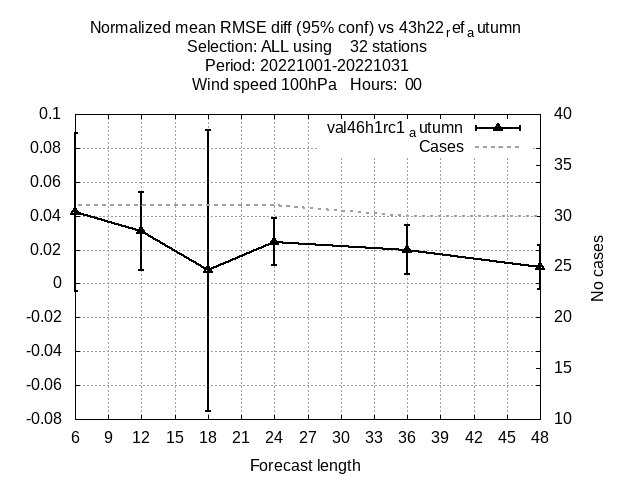 Normalized mean RMSE diff (95% conf) vs 43h22_ref_autumn
Selection: ALL using 32 stations
Period: 20221001-20221031
Wind speed 100hPa Hours: 00
val46h1rc1_autumn
Cases
0.1
0.08
0.06
0.04
0.02
0
-0.02
-0.04
-0.06
-0.08
40
35
30
25
20
15
10
No cases
6 9 12 15 18 21 24 27 30 33 36 39 42 45 48
Forecast length